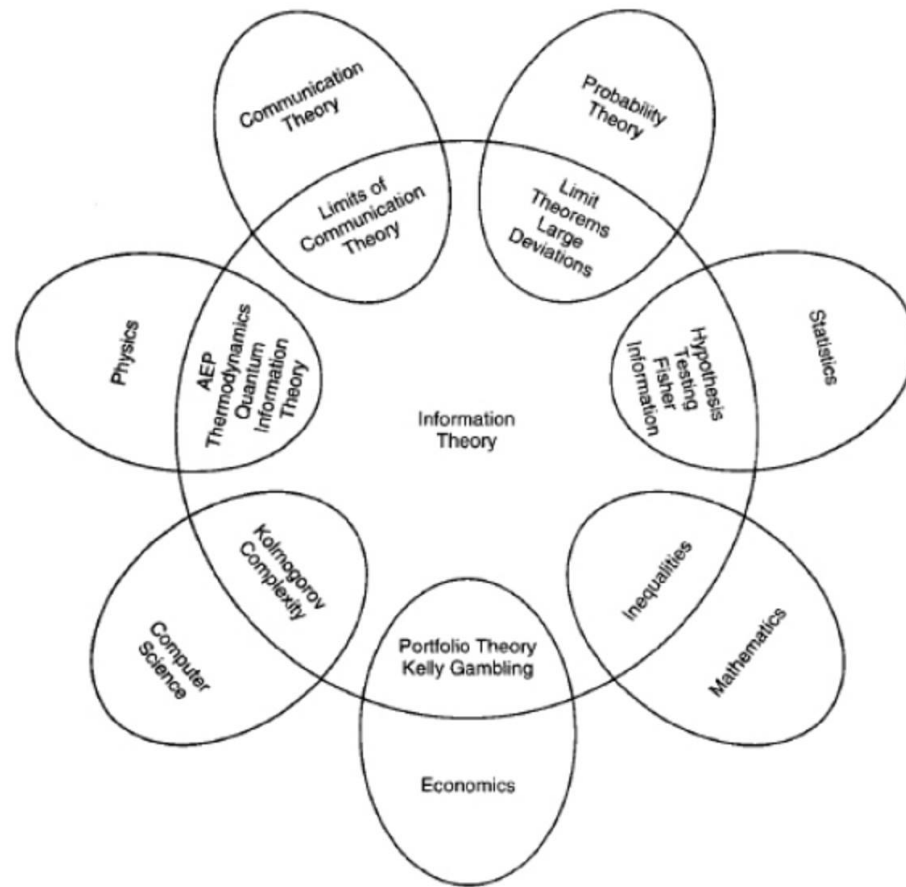 Communication
Theory
Probability
Theory
Limits of
Communication
Theory
Limit
Theorems
Large
Deviations
Physics
AEP
Thermodynamics
Quantum
Information
Theory
Information
Theory
Hypothesis
Testing
Fisher
Information
Statistics
Kolmogorov
Complexity
Computer
Science
Portfolio Theory
Kelly Gambling
Economics
Inequalities
Mathematics